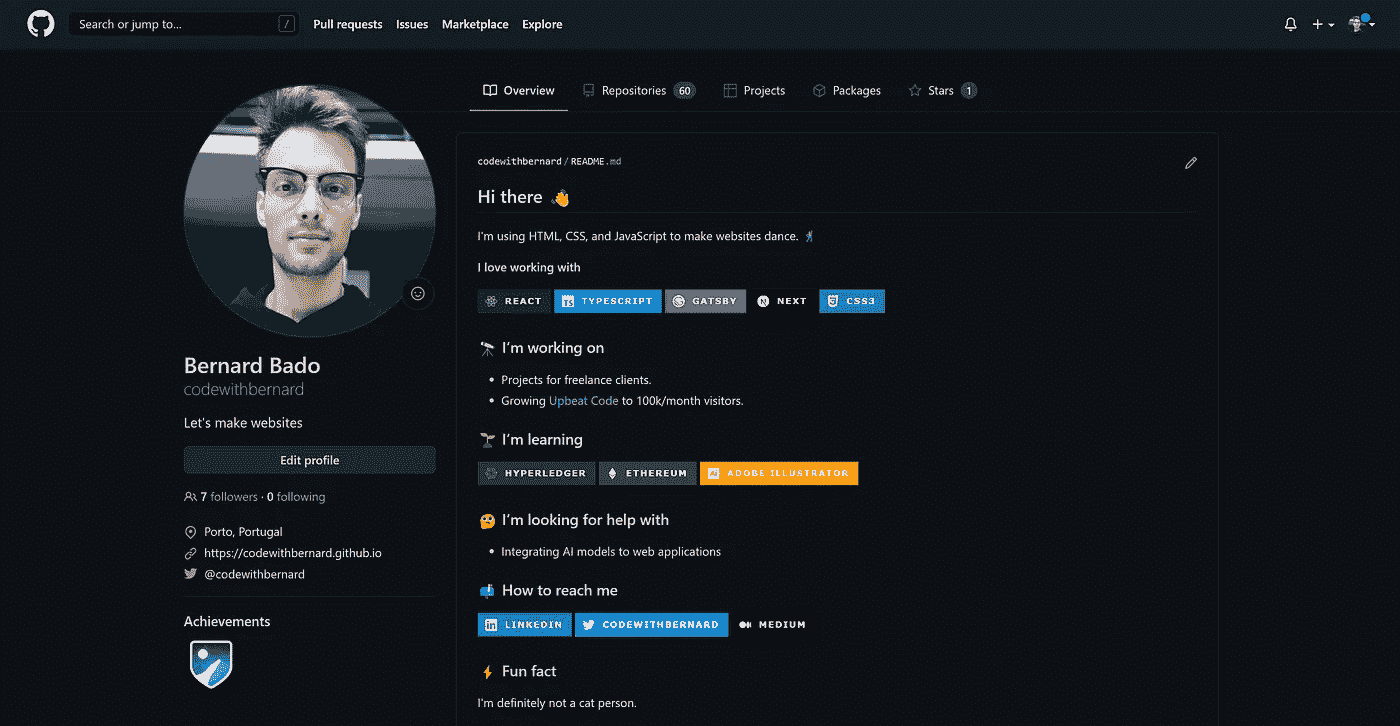 Search or jump to... /
Pull requests Issues Marketplace Explore
Overview Repositories 60 Projects Packages Stars 1
Bernard Bado
codewithbernard
Let's make websites
Edit profile
7 followers · 0 following
Porto, Portugal
https://codewithbernard.github.io
@codewithbernard
Achievements
codewithbernard/README.md
Hi there 👋
I'm using HTML, CSS, and JavaScript to make websites dance. 🕺
I love working with
REACT TS TYPESCRIPT GATSBY N NEXT 3 CSS3
🔭 I'm working on
• Projects for freelance clients.
• Growing Upbeat Code to 100k/month visitors.
🌱 I'm learning
HYPERLEDGER ETHEREUM Ai ADOBE ILLUSTRATOR
🤔 I'm looking for help with
• Integrating AI models to web applications
📫 How to reach me
in LINKEDIN CODEWITHBERNARD MEDIUM
⚡ Fun fact
I'm definitely not a cat person.